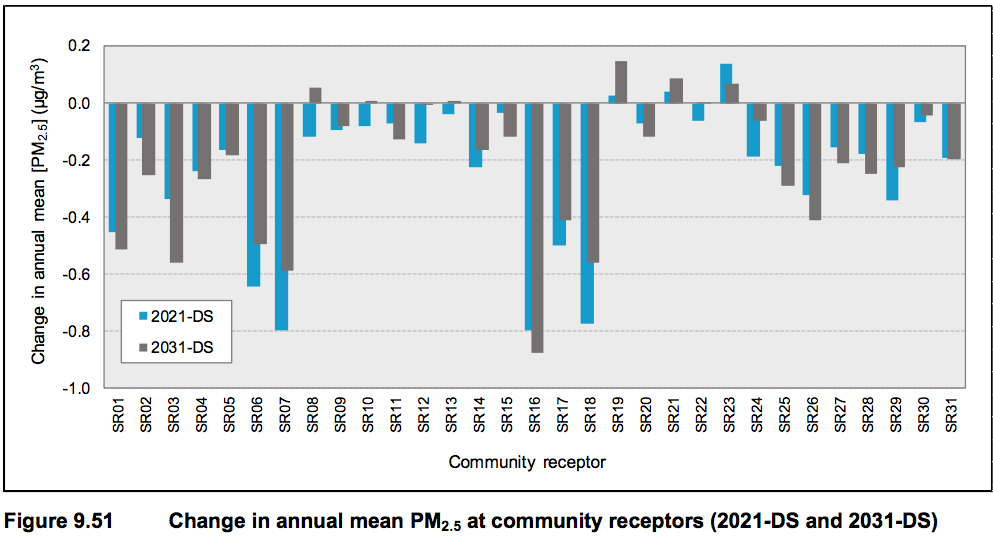 Change in annual mean [PM2.5] (µg/m3)
0.2
0.0
-0.2
-0.4
-0.6
-0.8
-1.0
2021-DS
2031-DS
SR01
SR02
SR03
SR04
SR05
SR06
SR07
SR08
SR09
SR10
SR11
SR12
SR13
SR14
SR15
SR16
SR17
SR18
SR19
SR20
SR21
SR22
SR23
SR24
SR25
SR26
SR27
SR28
SR29
SR30
SR31
Community receptor
Figure 9.51 Change in annual mean PM2.5 at community receptors (2021-DS and 2031-DS)